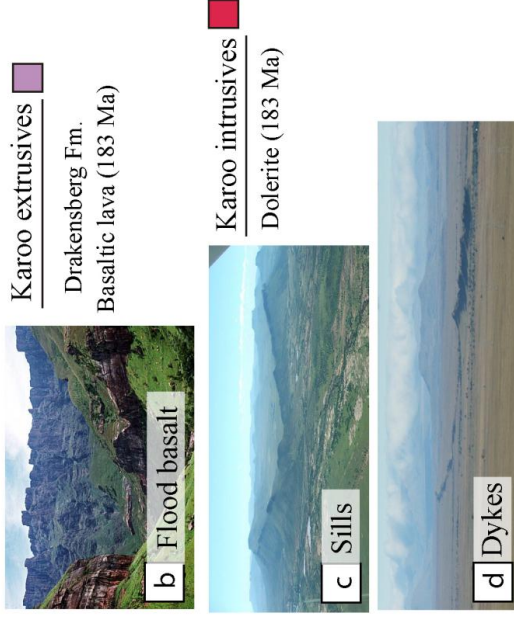 Karoo extrusives
Drakensberg Fm.
Basaltic lava (183 Ma)
b Flood basalt
Karoo intrusives
Dolerite (183 Ma)
c Sills
d Dykes